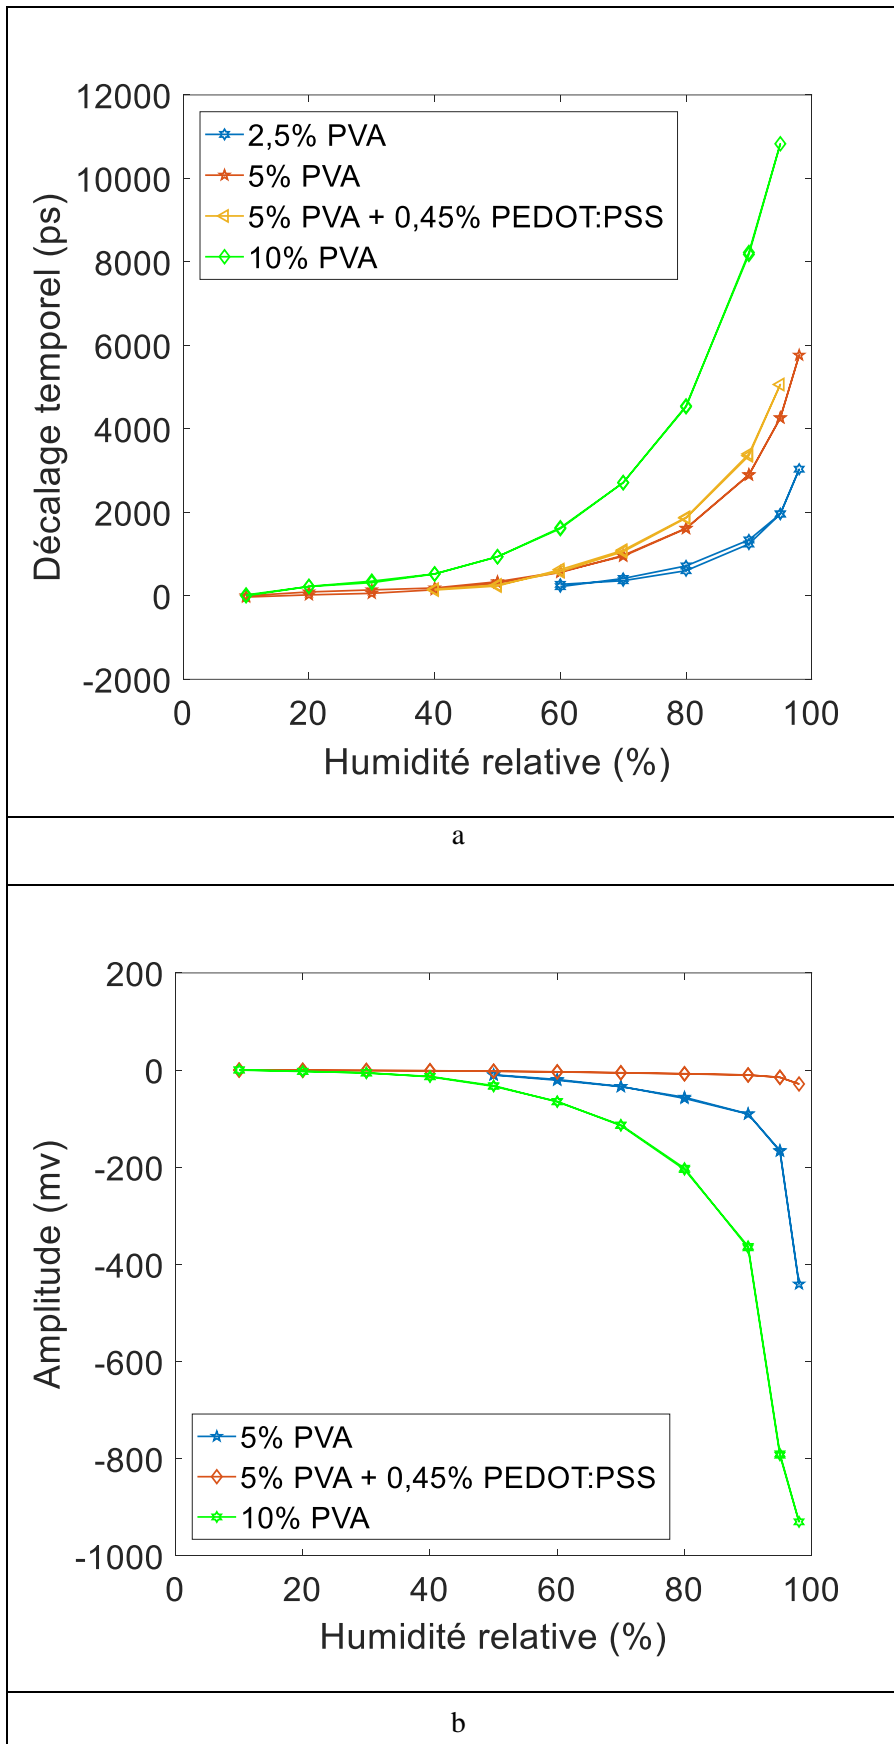 12000
10000
8000
6000
4000
2000
0
-2000
Décalage temporel (ps)
2,5% PVA
5% PVA
5% PVA + 0,45% PEDOT:PSS
10% PVA
0 20 40 60 80 100
Humidité relative (%)
a
200
0
-200
-400
-600
-800
-1000
Amplitude (mv)
5% PVA
5% PVA + 0,45% PEDOT:PSS
10% PVA
0 20 40 60 80 100
Humidité relative (%)
b